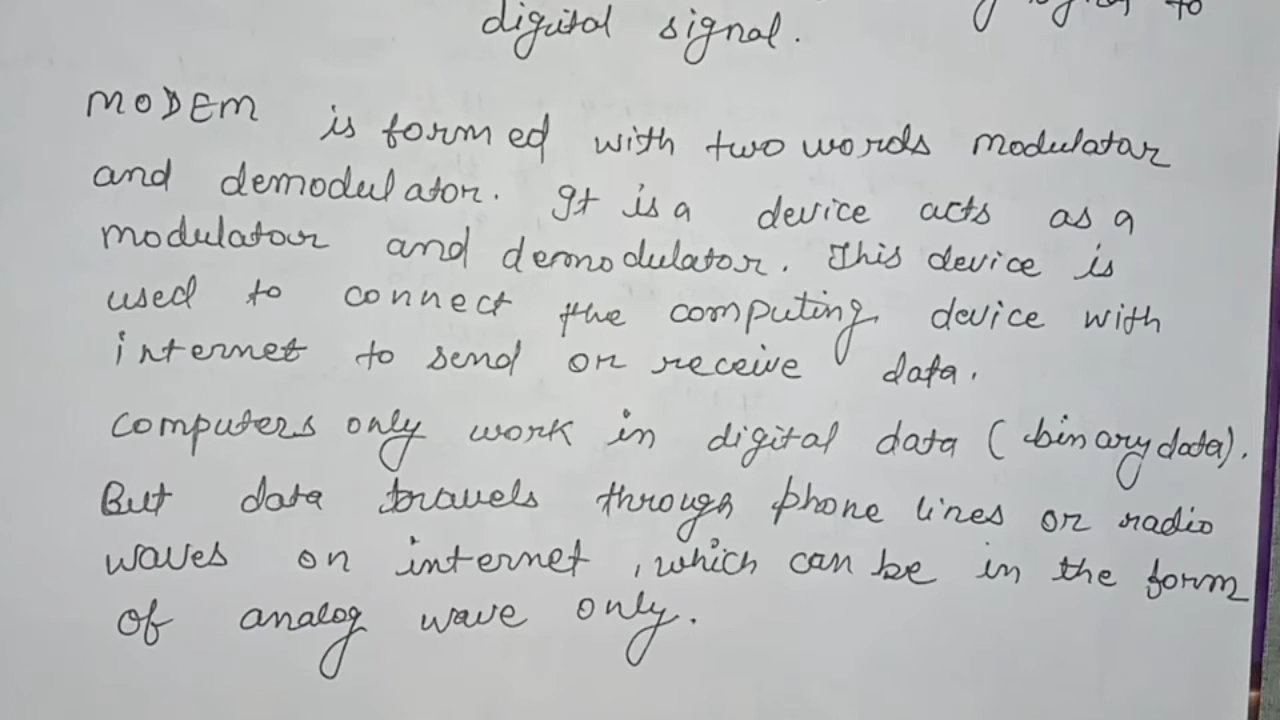 to
digital signal.
MODEM is formed with two words modulator
and demodulator. It is a device acts as a
modulator and demodulator. This device is
used to connect the computing device with
internet to send or receive data.
Computers only work in digital data (binary data).
But data travels through phone lines or radio
waves on internet, which can be in the form
of analog wave only.